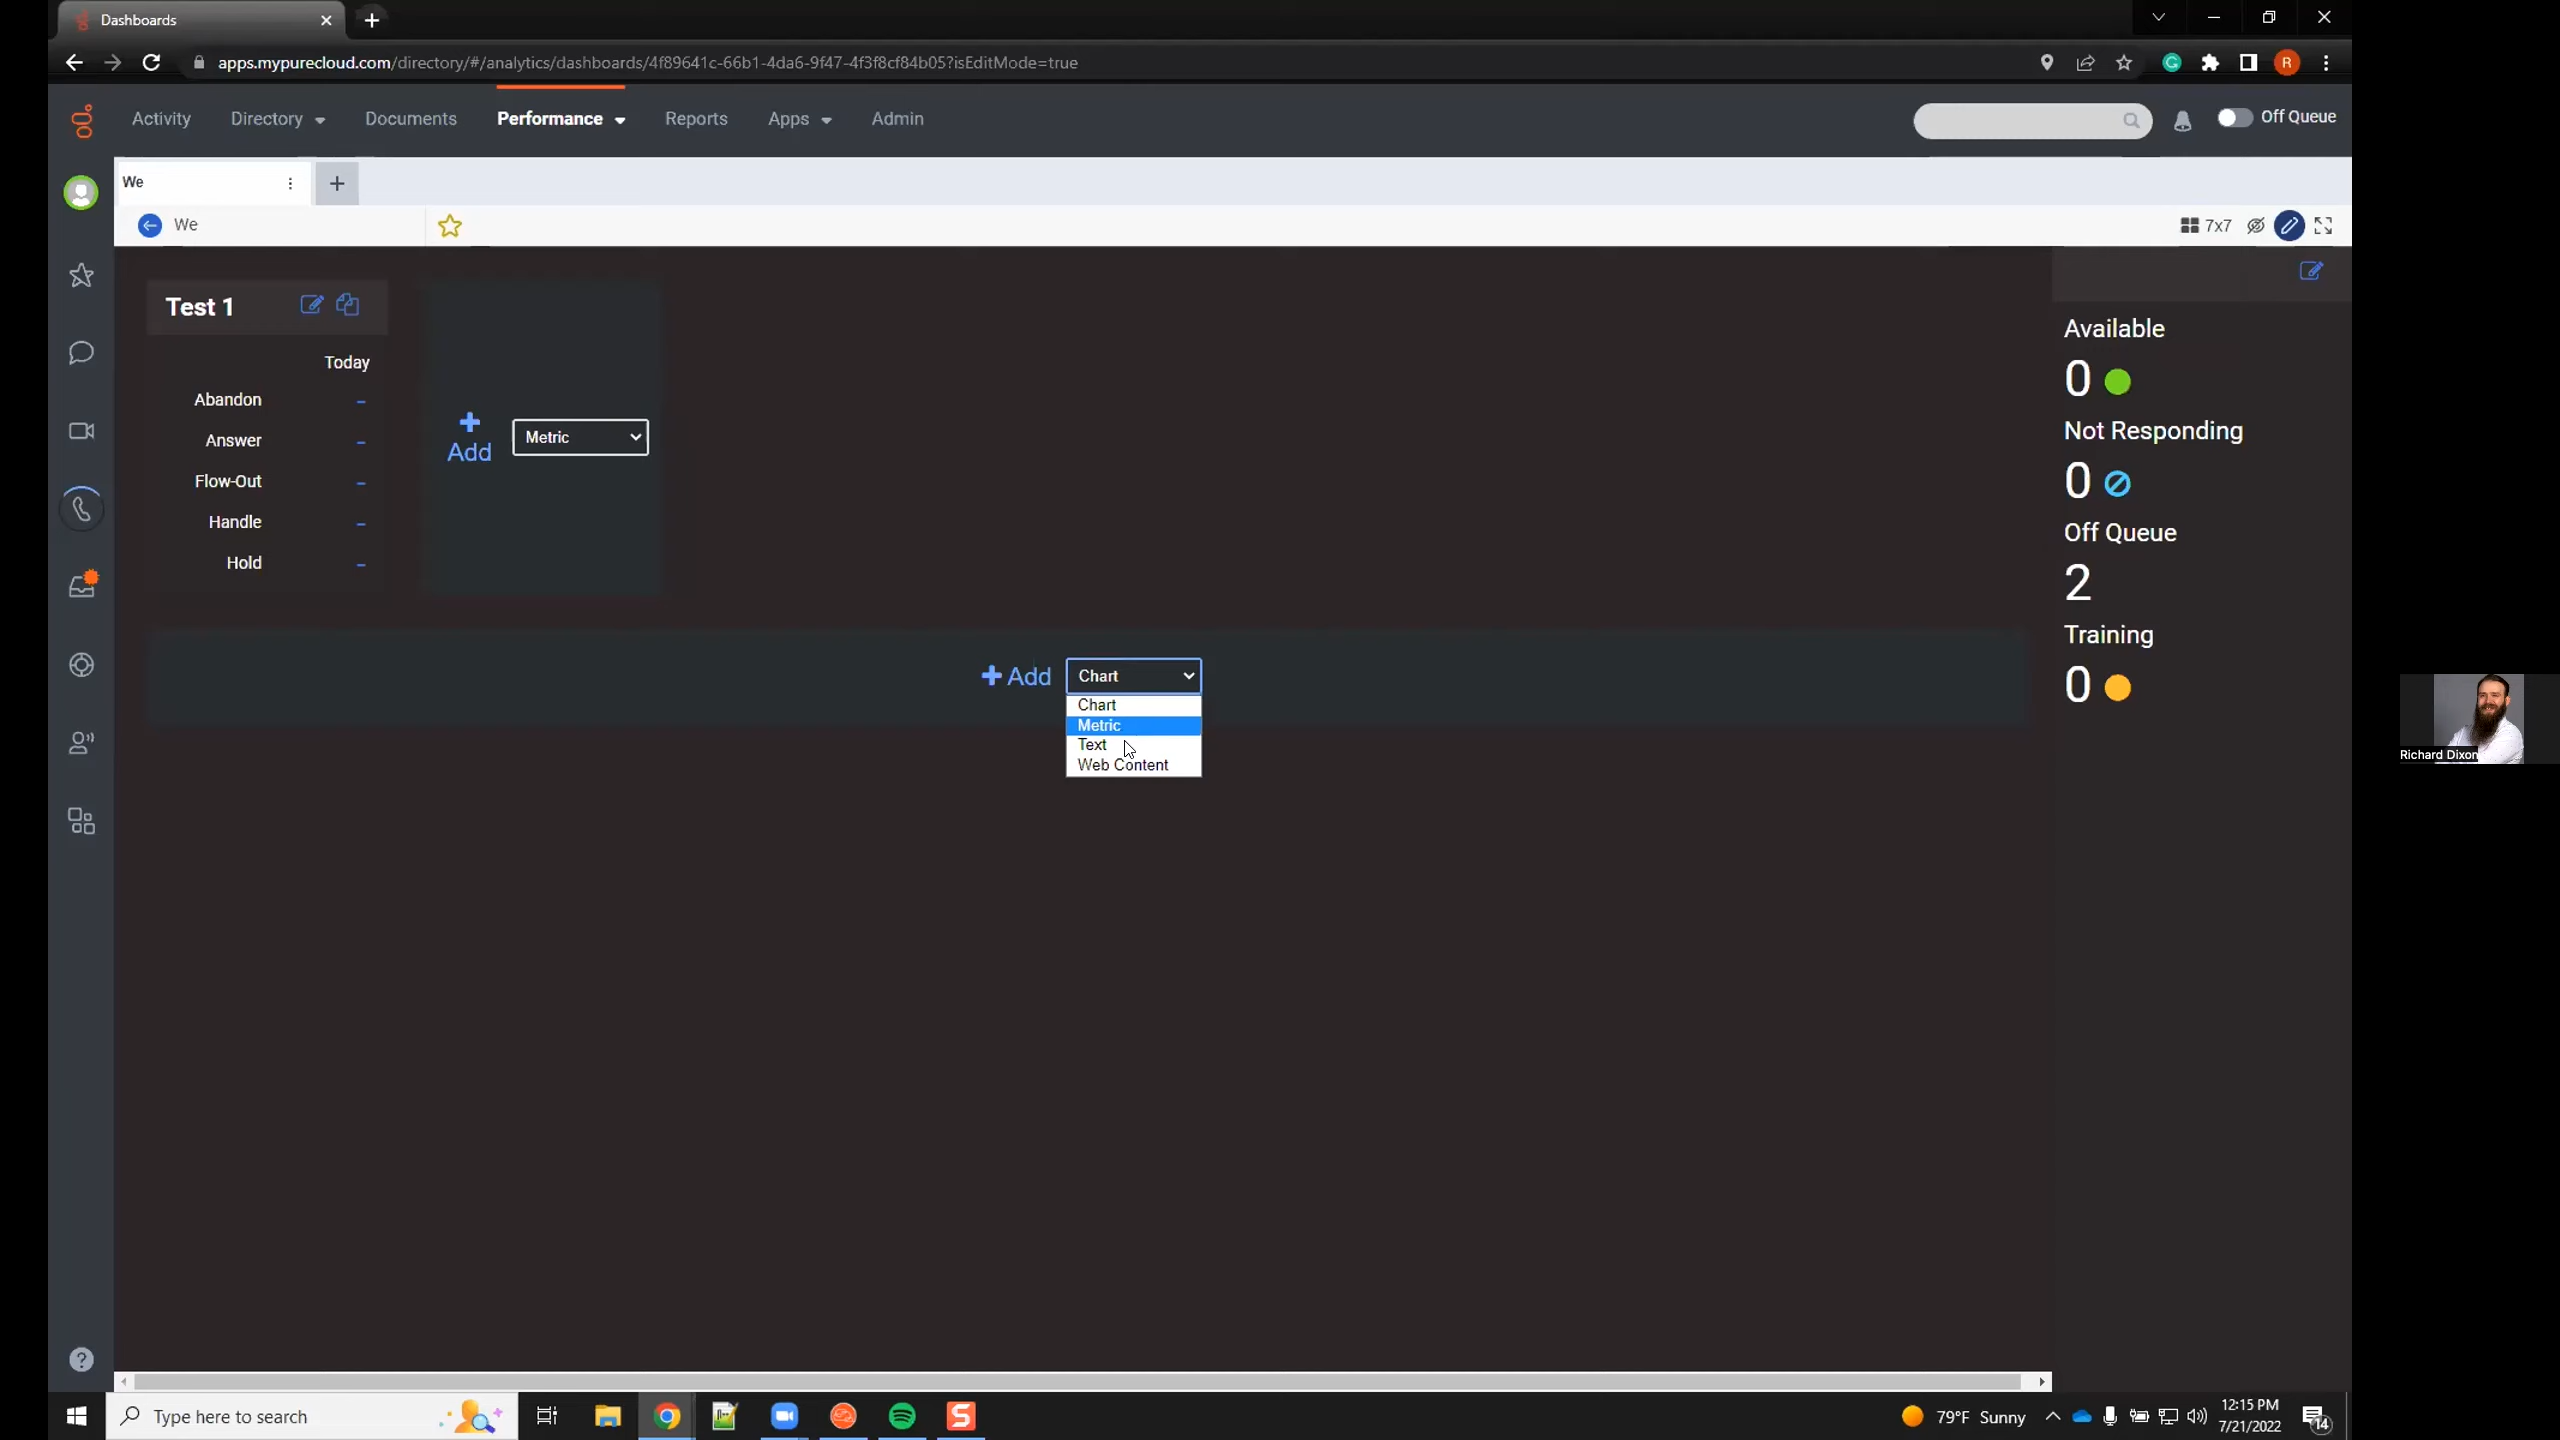 Dashboards
apps.mypurecloud.com/directory/#/analytics/dashboards/4f89641c-66b1-4da6-9f47-4f3f8cf84b05?isEditMode=true
R
Activity Directory Documents Performance Reports Apps Admin Off Queue
We
We 7x7
Test 1
Today
Abandon -
Answer -
Flow-Out -
Handle -
Hold -
+ Add Metric
+ Add Chart
Chart
Metric
Text
Web Content
Available
0
Not Responding
0
Off Queue
2
Training
0
Richard Dixon
Type here to search
79°F Sunny
12:15 PM
7/21/2022
14